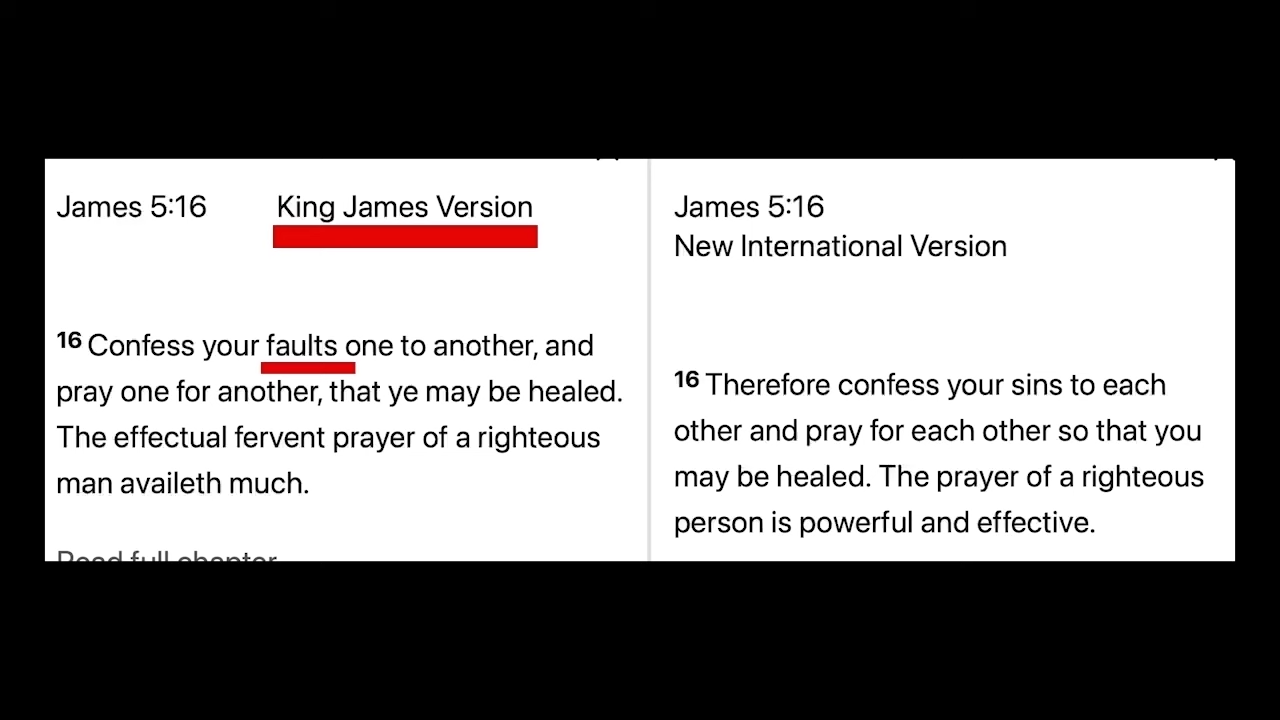 James 5:16 King James Version
16 Confess your faults one to another, and
pray one for another, that ye may be healed.
The effectual fervent prayer of a righteous
man availeth much.
Read full chapter
James 5:16
New International Version
16 Therefore confess your sins to each
other and pray for each other so that you
may be healed. The prayer of a righteous
person is powerful and effective.